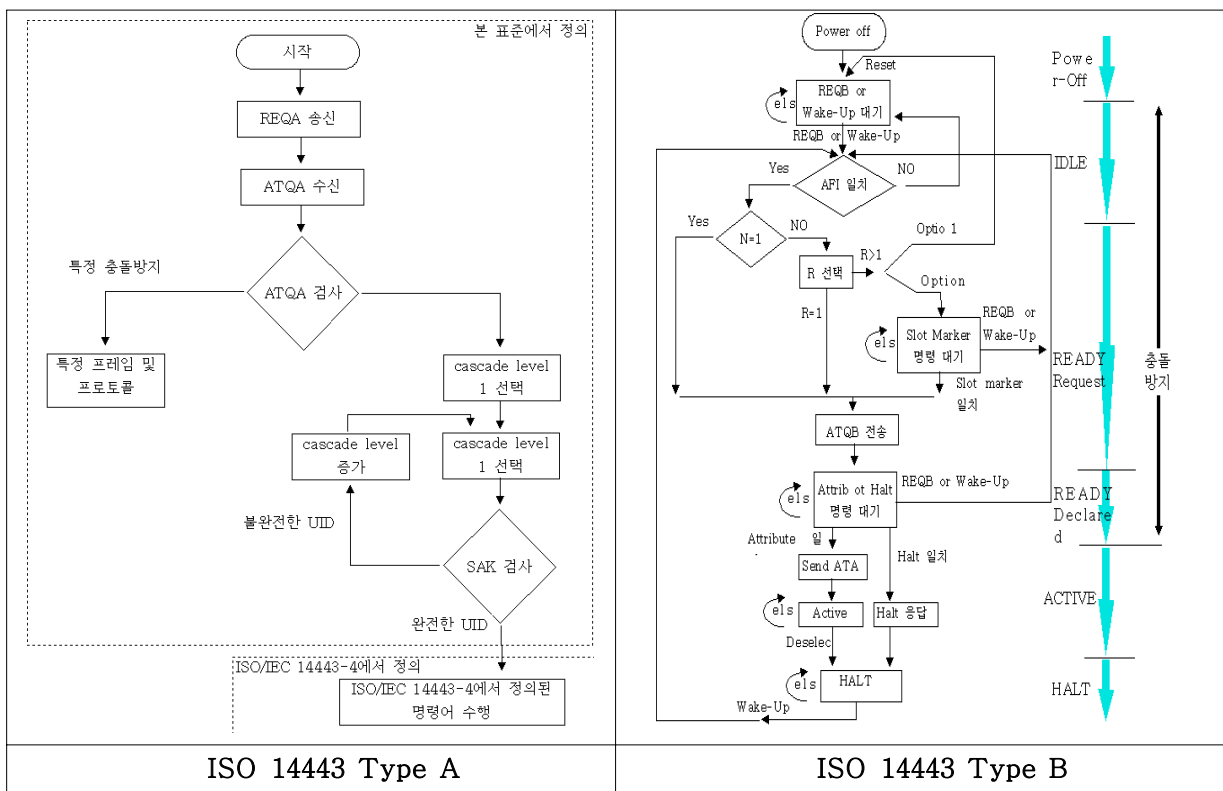 본 표준에서 정의
시작
REQA 송신
ATQA 수신
특정 충돌방지
ATQA 검사
특정 프레임 및
프로토콜
cascade level
1 선택
cascade level
증가
cascade level
1 선택
불완전한 UID
SAK 검사
완전한 UID
ISO/IEC 14443-4에서 정의
ISO/IEC 14443-4에서 정의된
명령어 수행
ISO 14443 Type A
Power off
Reset
els
REQB or
Wake-Up 대기
REQB or Wake-Up
Yes
AFI 일치
NO
Yes
N=1
NO
R 선택
R>1
Optio 1
Option
R=1
els
Slot Marker
명령 대기
REQB or
Wake-Up
Slot marker
일치
ATQB 전송
els
Attrib ot Halt
명령 대기
REQB or Wake-Up
Attribute 일
Halt 일치
Send ATA
els
Active
Halt 응답
Deselec
els
HALT
Wake-Up
Powe
r-Off
IDLE
READY
Request
충돌
방지
READY
Declare
d
ACTIVE
HALT
ISO 14443 Type B